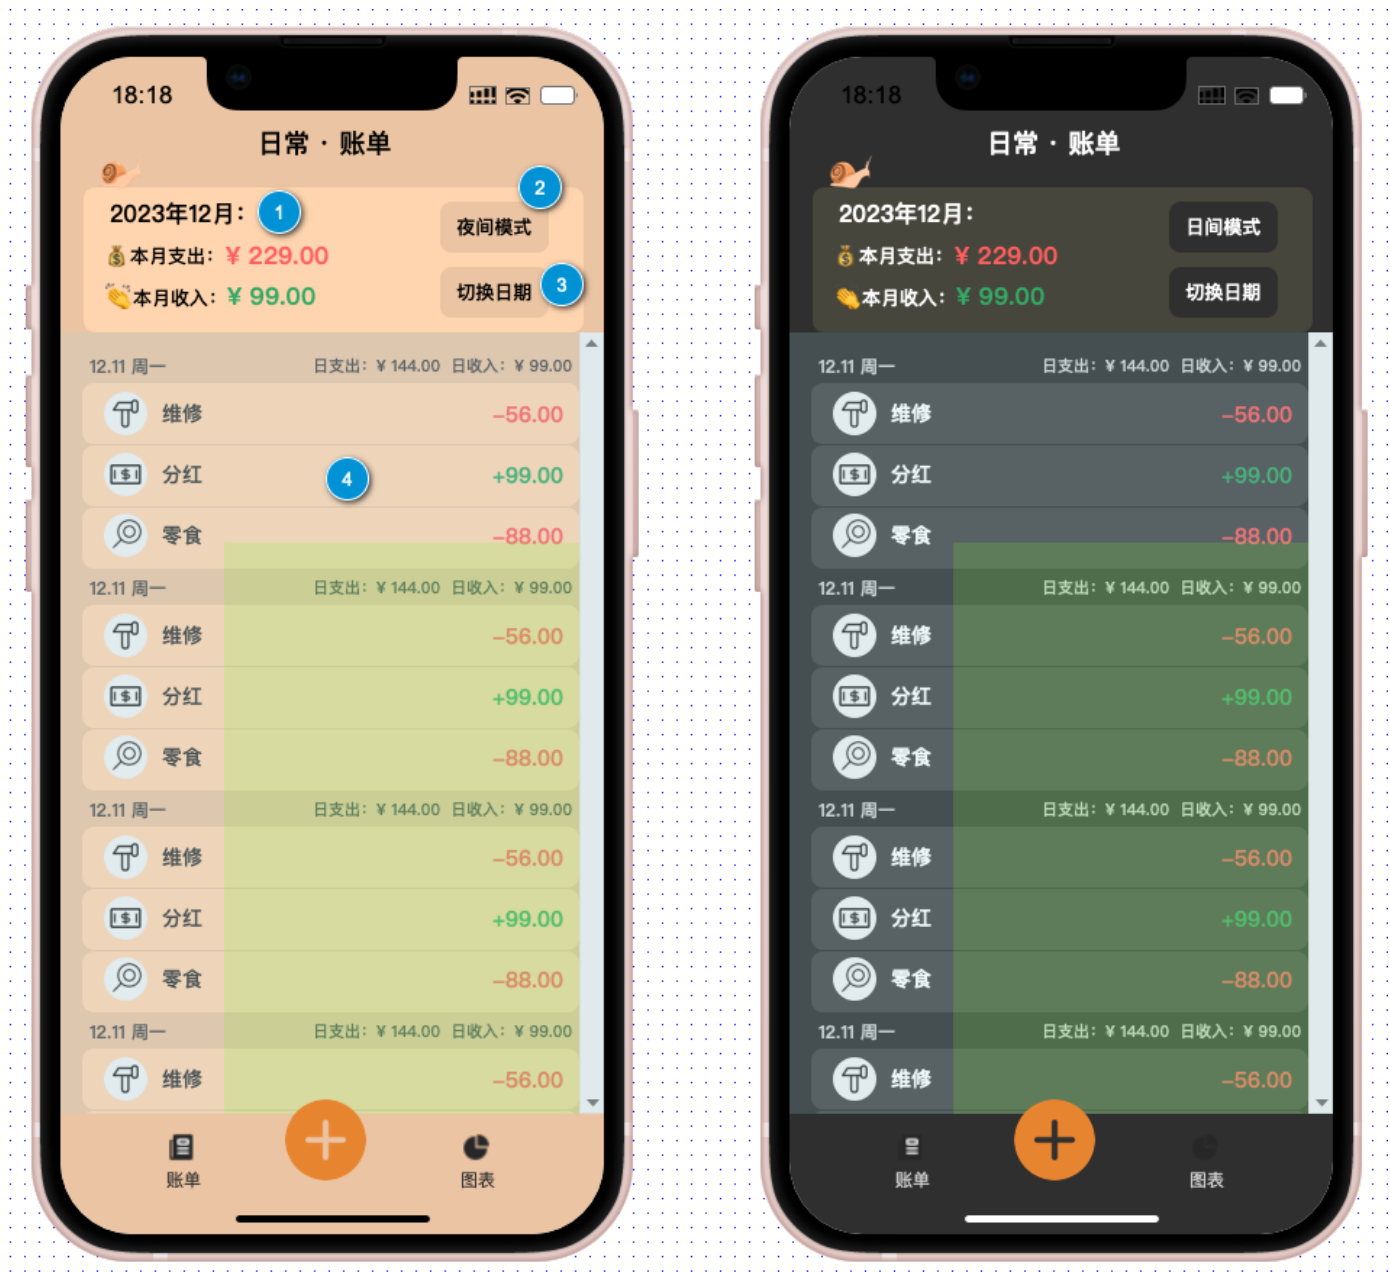 18:18
日常 · 账单
2023年12月： 1
2
夜间模式
本月支出：¥ 229.00
3
切换日期
本月收入：¥ 99.00
12.11 周一 日支出：¥ 144.00 日收入：¥ 99.00
维修 -56.00
分红 4 +99.00
零食 -88.00
12.11 周一 日支出：¥ 144.00 日收入：¥ 99.00
维修 -56.00
分红 +99.00
零食 -88.00
12.11 周一 日支出：¥ 144.00 日收入：¥ 99.00
维修 -56.00
分红 +99.00
零食 -88.00
12.11 周一 日支出：¥ 144.00 日收入：¥ 99.00
维修 -56.00
账单 图表
18:18
日常 · 账单
2023年12月：
日间模式
本月支出：¥ 229.00
切换日期
本月收入：¥ 99.00
12.11 周一 日支出：¥ 144.00 日收入：¥ 99.00
维修 -56.00
分红 +99.00
零食 -88.00
12.11 周一 日支出：¥ 144.00 日收入：¥ 99.00
维修 -56.00
分红 +99.00
零食 -88.00
12.11 周一 日支出：¥ 144.00 日收入：¥ 99.00
维修 -56.00
分红 +99.00
零食 -88.00
12.11 周一 日支出：¥ 144.00 日收入：¥ 99.00
维修 -56.00
账单 图表